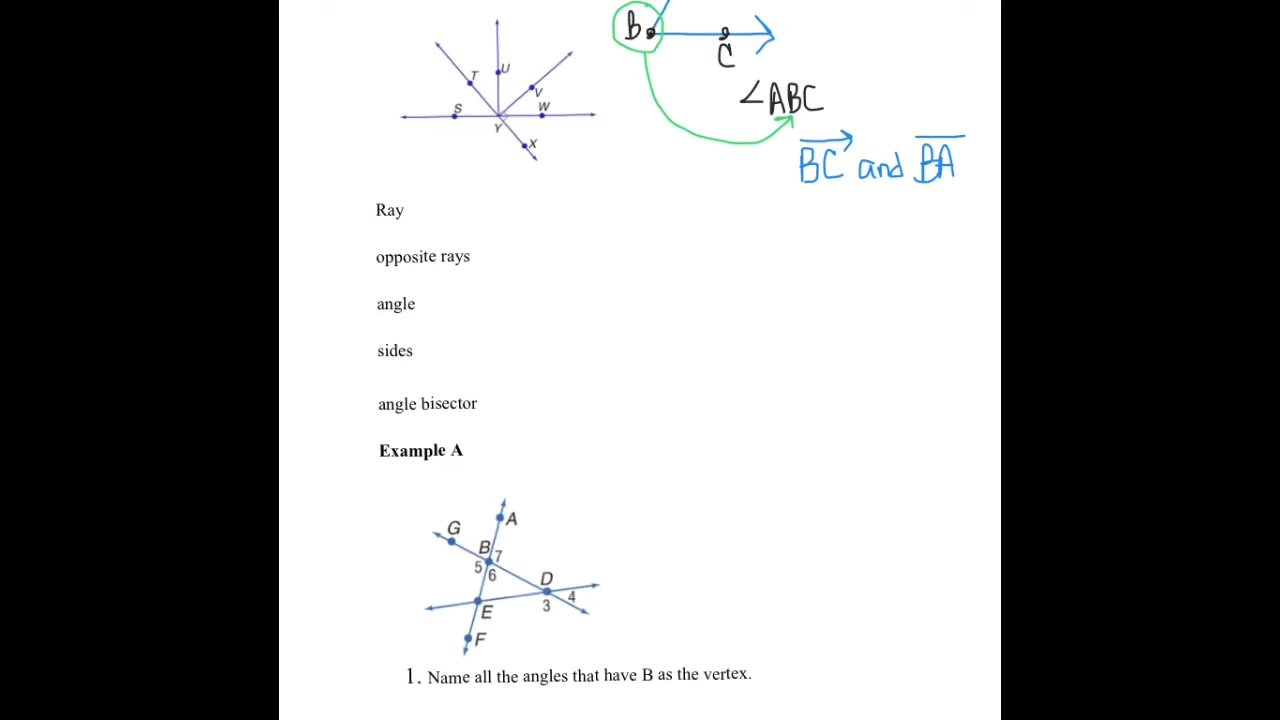 B
C
U
T
V
S
W
Y
X
∠ABC
BC and BA
Ray
opposite rays
angle
sides
angle bisector
Example A
G
A
B 7
5 6
D
4
3
E
F
1. Name all the angles that have B as the vertex.